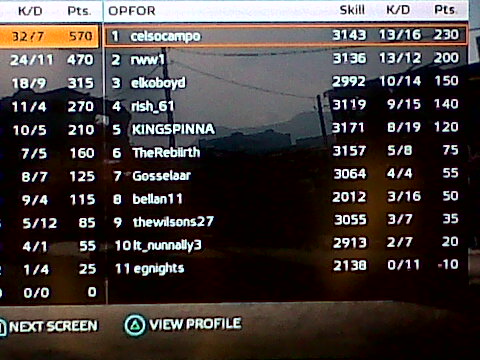 K/D Pts. OPFOR Skill K/D Pts.
32/7 570 1 celsocampo 3143 13/16 230
24/11 470 2 rww1 3136 13/12 200
18/9 315 3 elkoboyd 2992 10/14 150
11/4 270 4 rish_61 3119 9/15 140
10/5 210 5 KINGSPINNA 3171 8/19 120
7/5 160 6 TheRebiirth 3157 5/8 75
8/7 125 7 Gosselaar 3064 4/4 55
9/4 115 8 bellan11 2012 3/16 50
5/12 85 9 thewilsons27 3055 3/7 35
4/1 55 10 lt_nunnally3 2913 2/7 20
1/4 25 11 egnights 2138 0/11 -10
0/0 0
NEXT SCREEN VIEW PROFILE